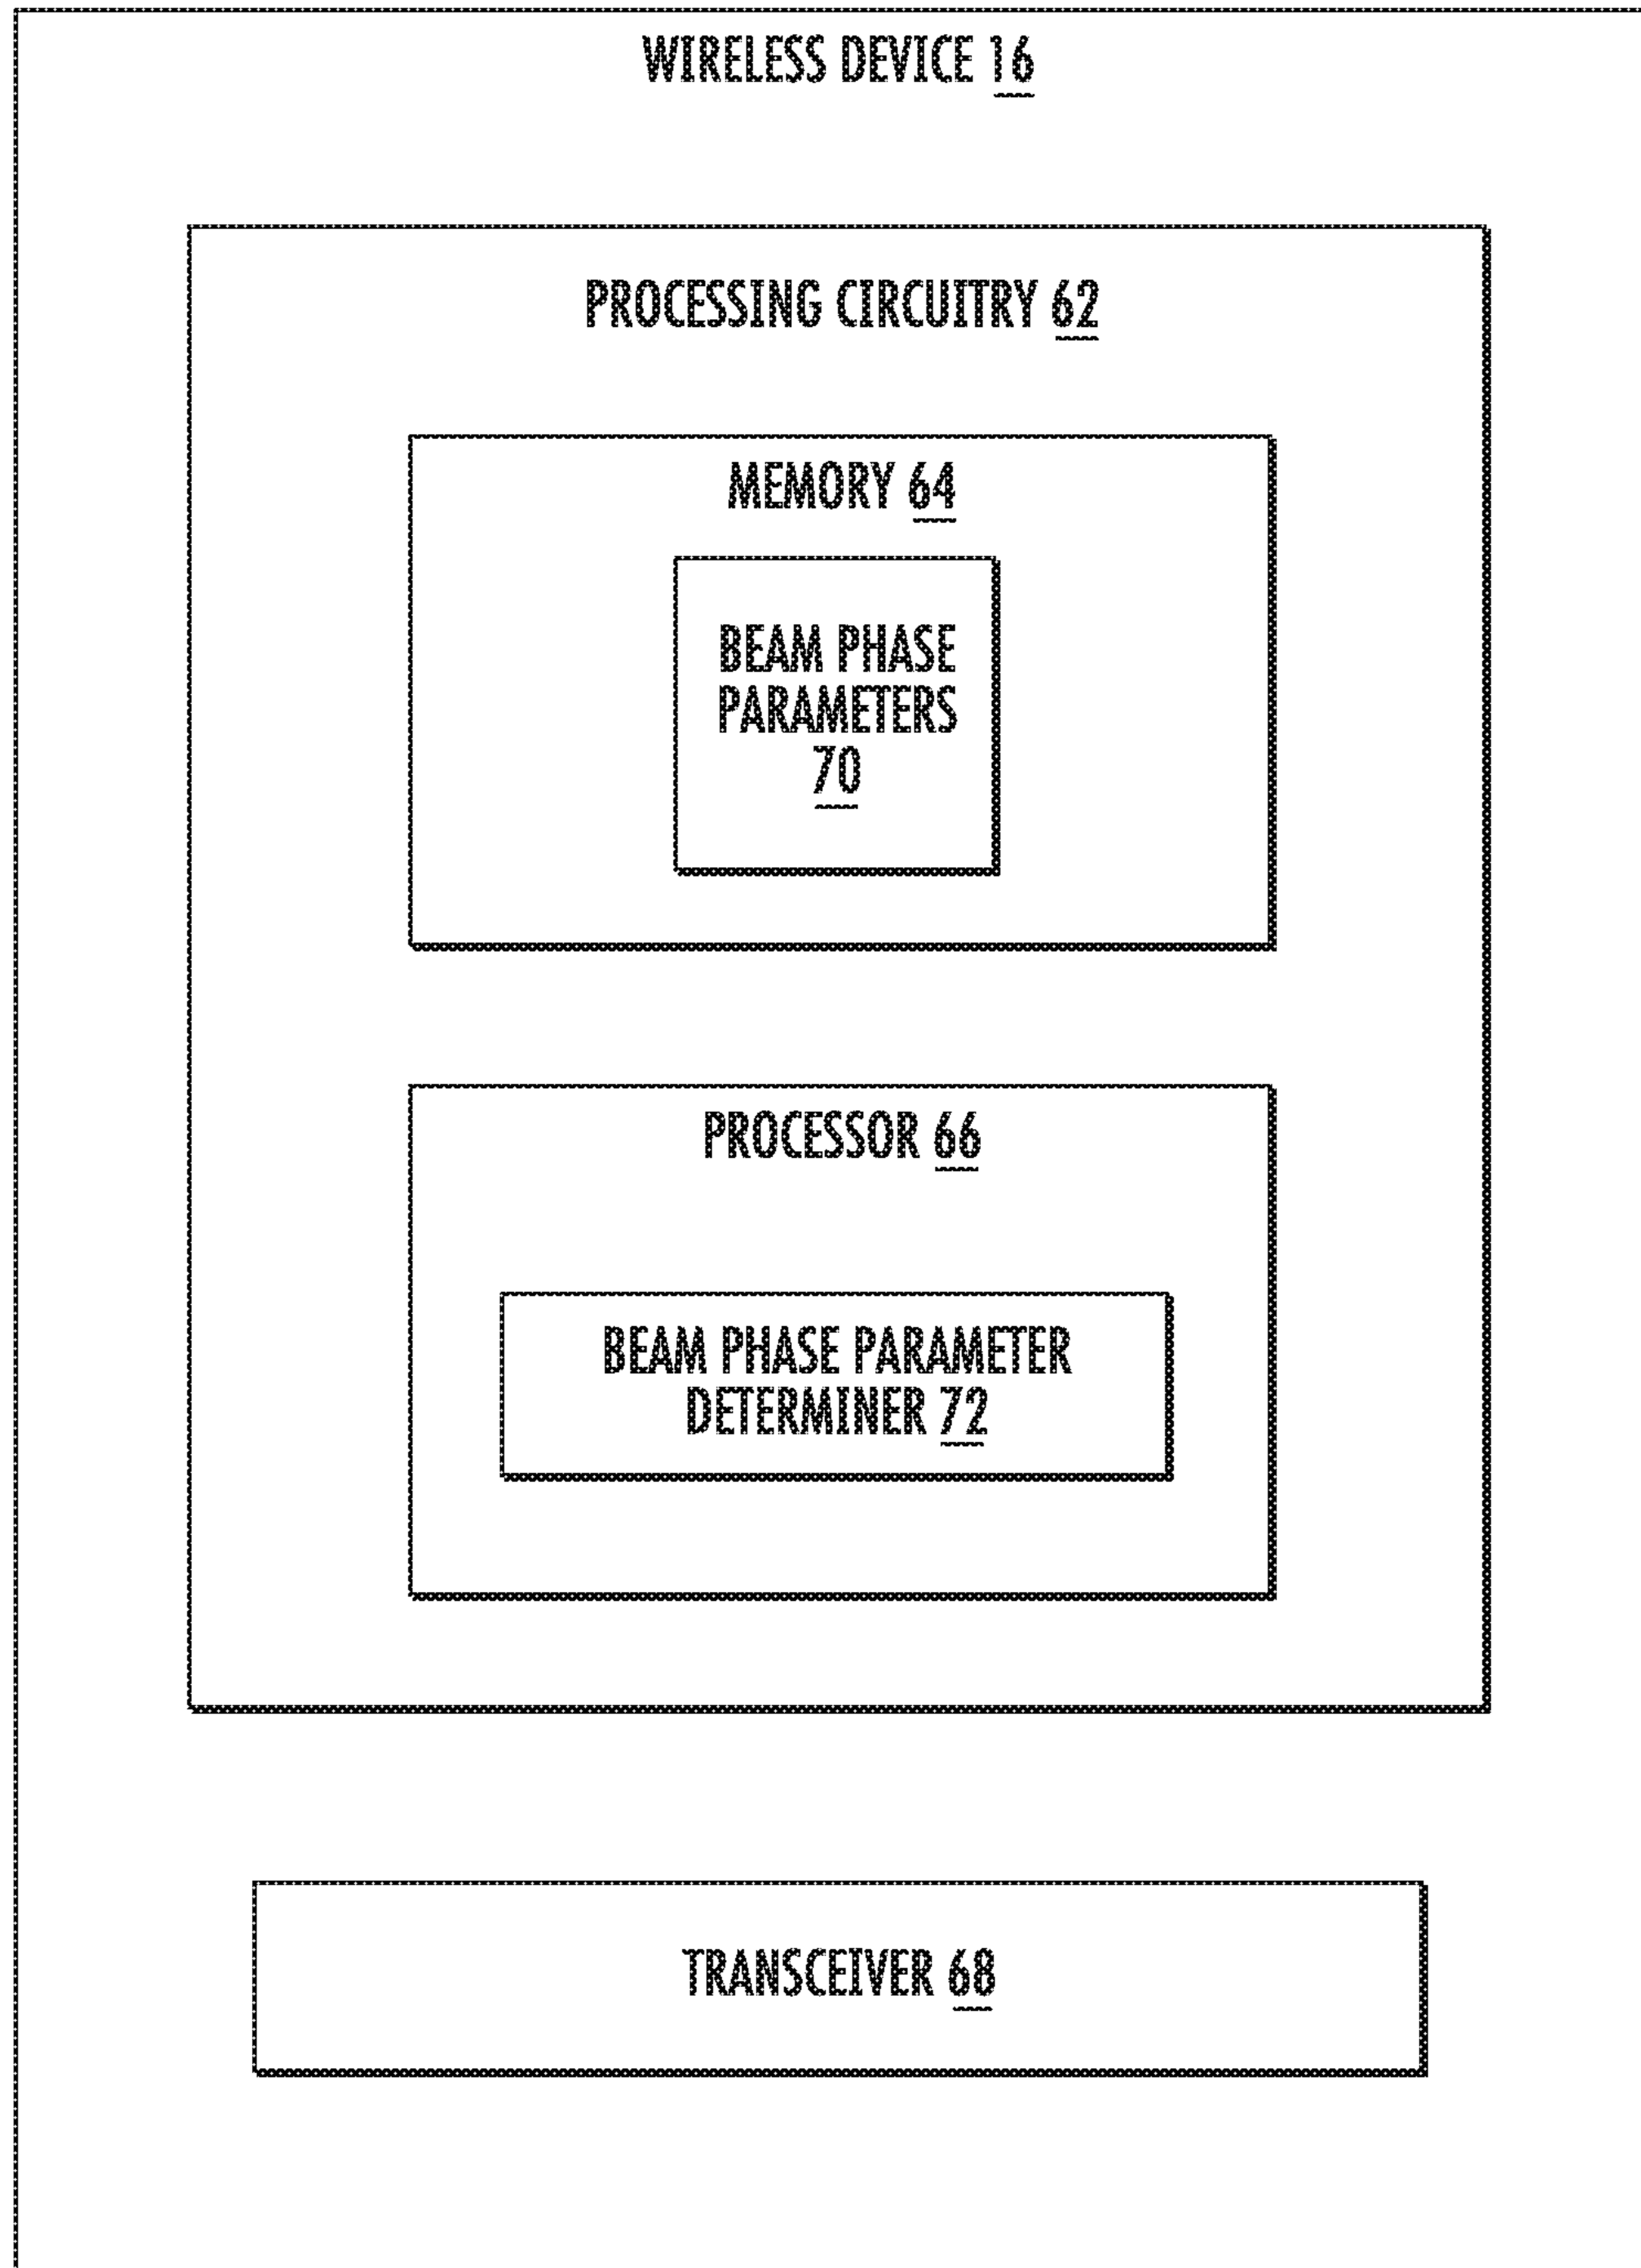 WIRELESS DEVICE 16
PROCESSING CIRCUITRY 62
MEMORY 64
BEAM PHASE
PARAMETERS
70
PROCESSOR 66
BEAM PHASE PARAMETER
DETERMINER 72
TRANSCEIVER 68